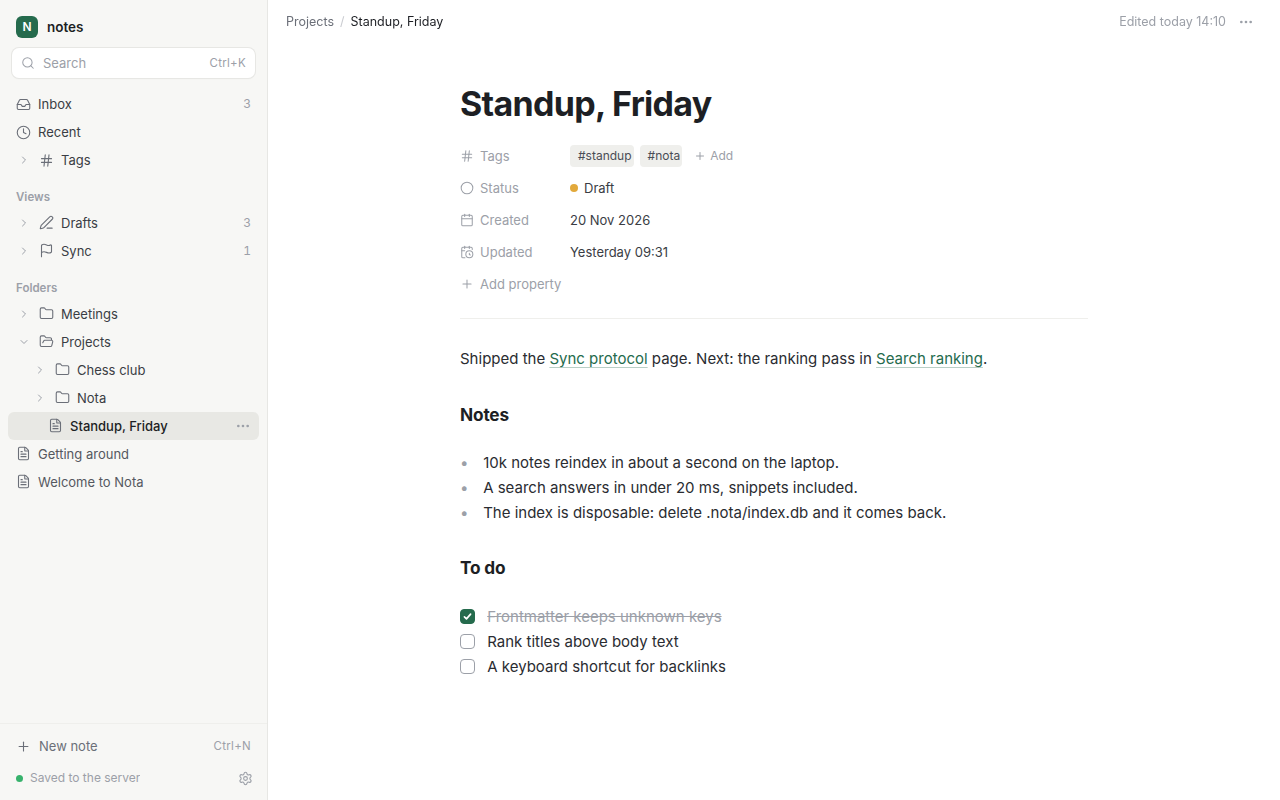 N notes
Search Ctrl+K
Inbox 3
Recent
Tags
Views
Drafts 3
Sync 1
Folders
Meetings
Projects
Chess club
Nota
Standup, Friday
Getting around
Welcome to Nota
New note Ctrl+N
Saved to the server
Projects / Standup, Friday
Edited today 14:10
Standup, Friday
Tags #standup #nota Add
Status Draft
Created 20 Nov 2026
Updated Yesterday 09:31
Add property
Shipped the Sync protocol page. Next: the ranking pass in Search ranking.
Notes
10k notes reindex in about a second on the laptop.
A search answers in under 20 ms, snippets included.
The index is disposable: delete .nota/index.db and it comes back.
To do
Frontmatter keeps unknown keys
Rank titles above body text
A keyboard shortcut for backlinks